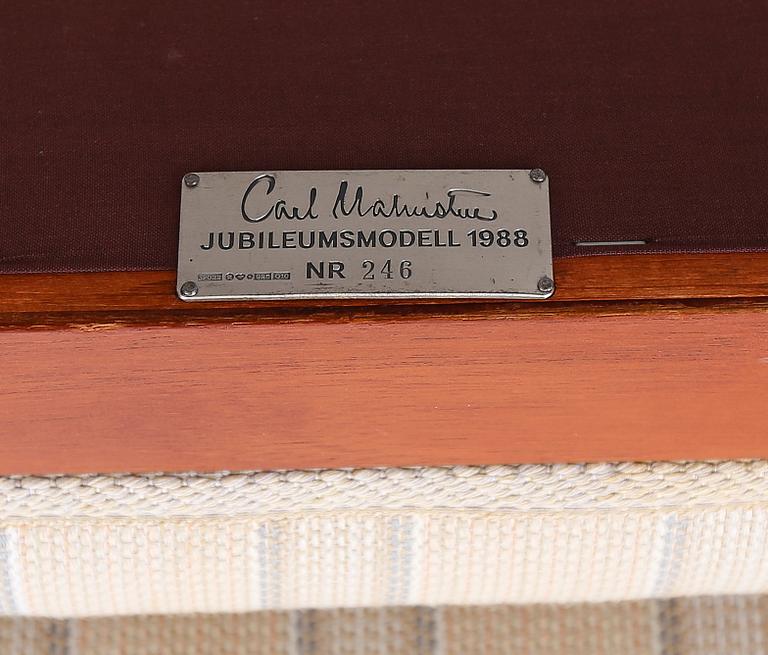 Carl Malmsten
JUBILEUMSMODELL 1988
NR 246